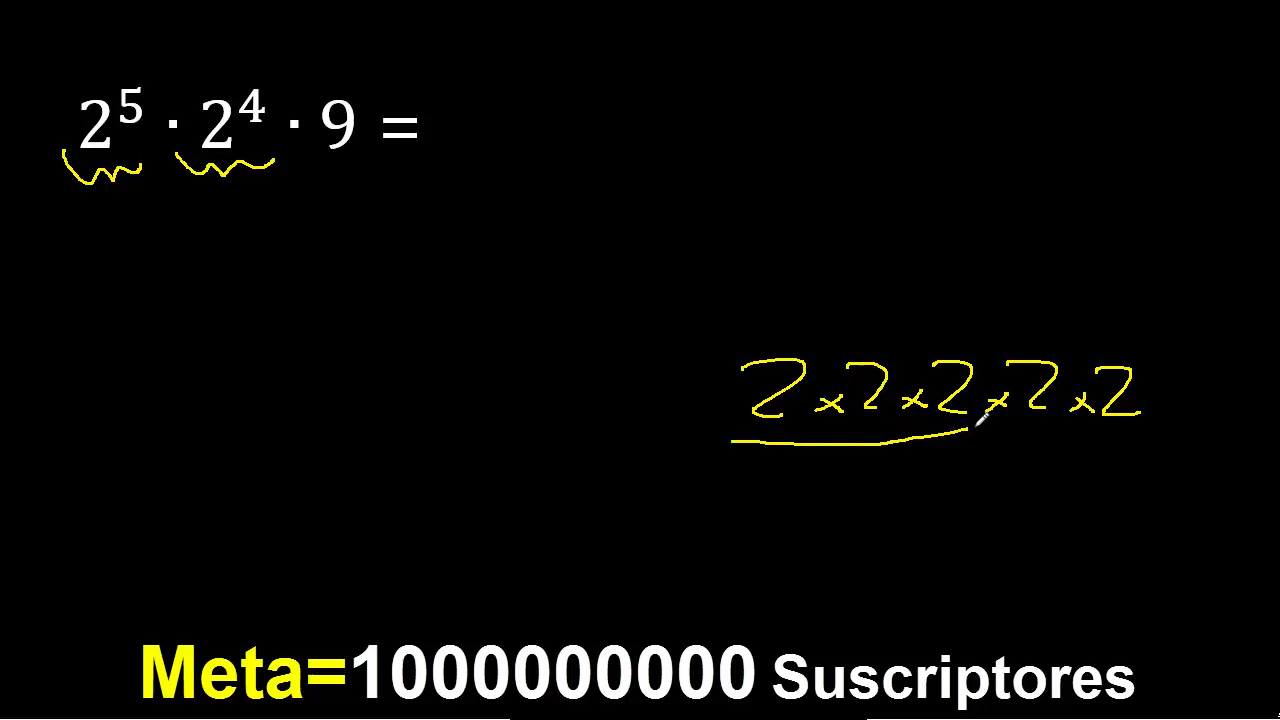 2⁵ · 2⁴ · 9 =
2 x 2 x 2 x 2 x 2
Meta=1000000000 Suscriptores